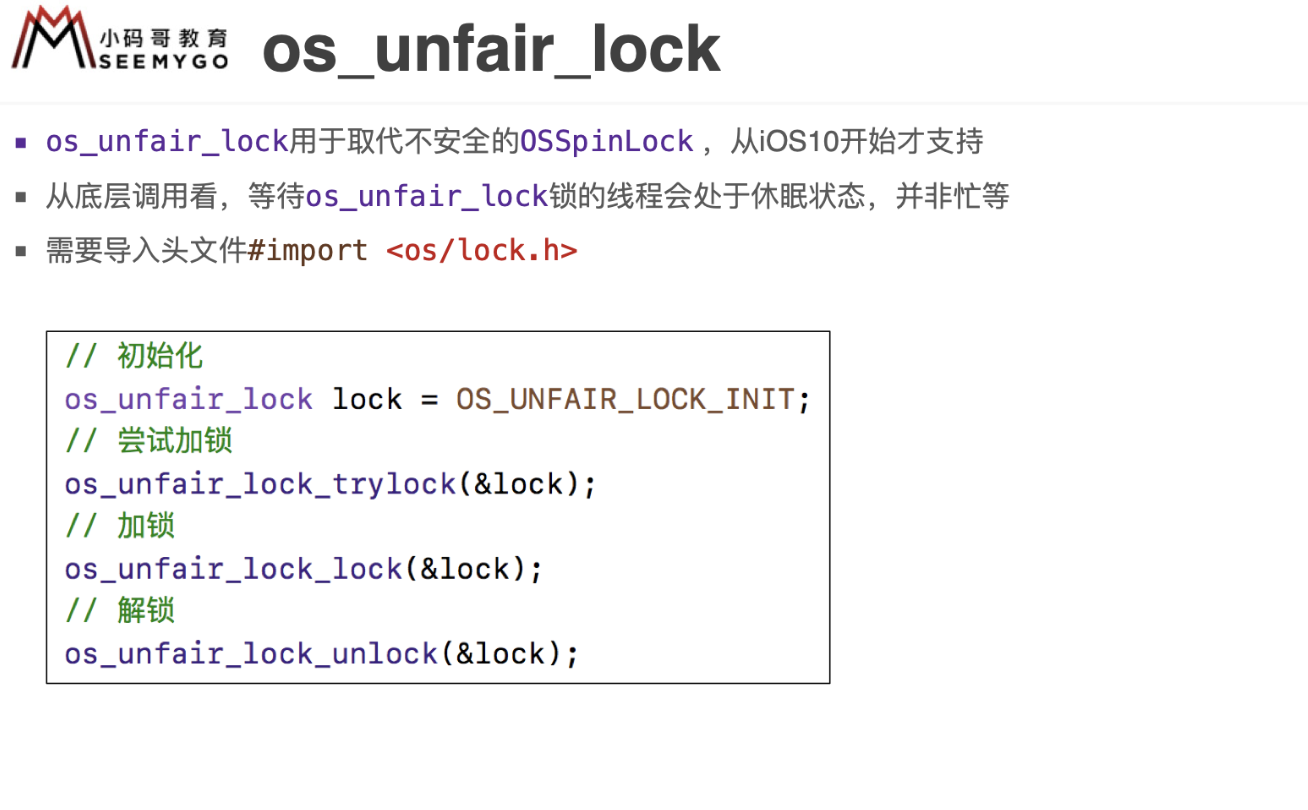 小码哥教育
SEEMYGO
os_unfair_lock
os_unfair_lock用于取代不安全的OSSpinLock ，从iOS10开始才支持
从底层调用看，等待os_unfair_lock锁的线程会处于休眠状态，并非忙等
需要导入头文件#import <os/lock.h>
// 初始化
os_unfair_lock lock = OS_UNFAIR_LOCK_INIT;
// 尝试加锁
os_unfair_lock_trylock(&lock);
// 加锁
os_unfair_lock_lock(&lock);
// 解锁
os_unfair_lock_unlock(&lock);